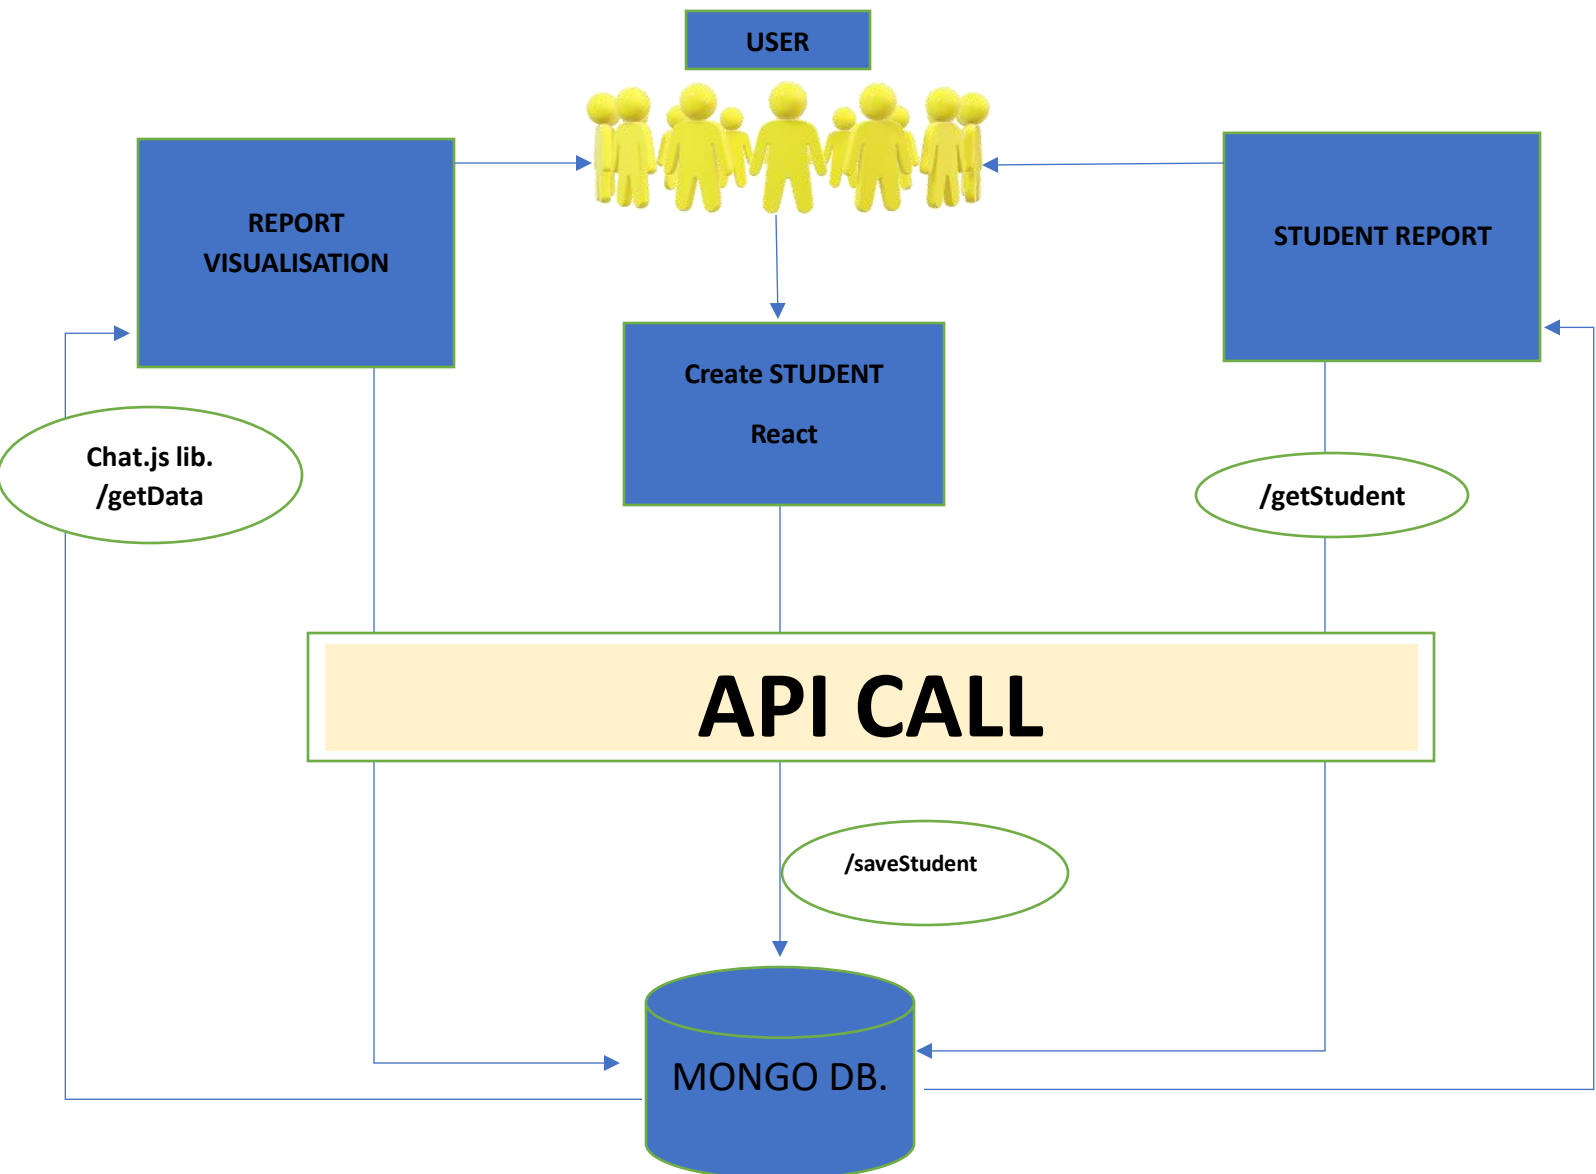 USER
REPORT
VISUALISATION
STUDENT REPORT
Create STUDENT
React
Chat.js lib.
/getData
/getStudent
API CALL
/saveStudent
MONGO DB.